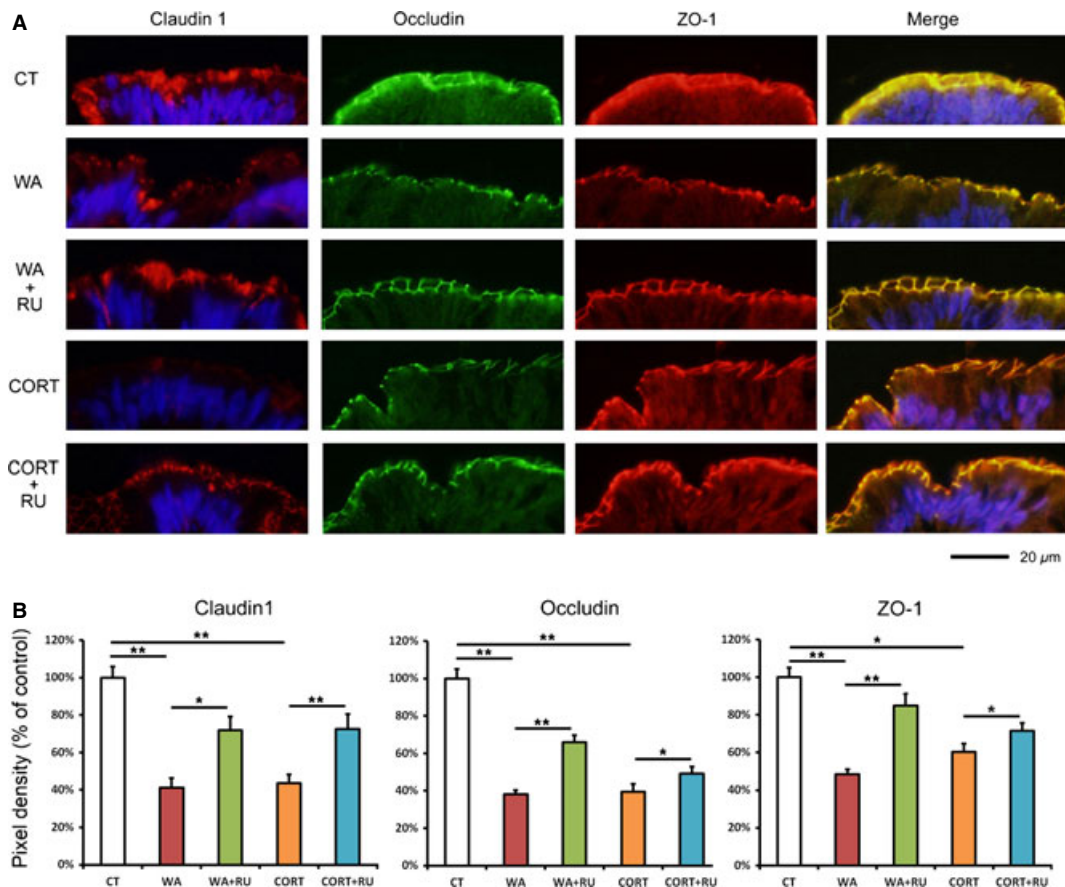 A
Claudin 1 Occludin ZO-1 Merge
CT
WA
WA
+
RU
CORT
CORT
+
RU
20 µm
B
Claudin1 Occludin ZO-1
Pixel density (% of control)
120%
100%
80%
60%
40%
20%
0%
** ** * **
CT WA WA+RU CORT CORT+RU
120%
100%
80%
60%
40%
20%
0%
** ** ** *
CT WA WA+RU CORT CORT+RU
120%
100%
80%
60%
40%
20%
0%
* ** ** *
CT WA WA+RU CORT CORT+RU